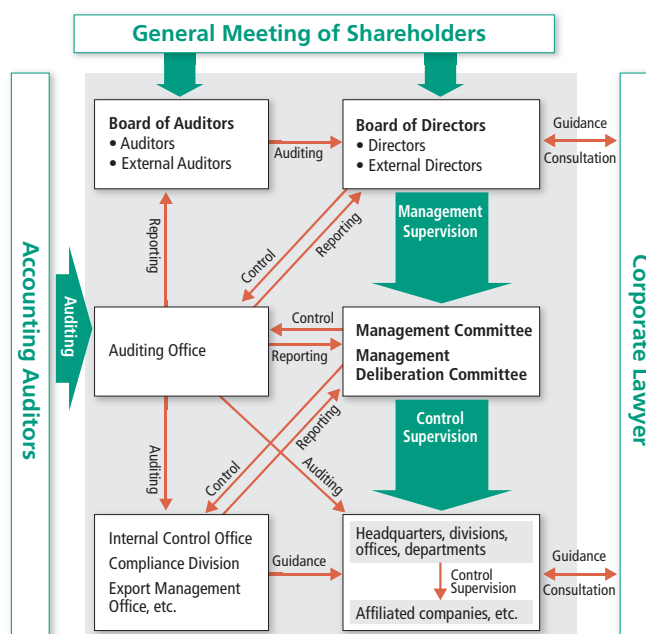 General Meeting of Shareholders
Accounting Auditors
Corporate Lawyer
Board of Auditors
• Auditors
• External Auditors
Auditing
Board of Directors
• Directors
• External Directors
Guidance
Consultation
Reporting
Control
Reporting
Management
Supervision
Auditing
Auditing Office
Control
Reporting
Management Committee
Management
Deliberation Committee
Auditing
Control
Reporting
Auditing
Control
Supervision
Internal Control Office
Compliance Division
Export Management
Office, etc.
Guidance
Headquarters, divisions,
offices, departments
Control
Supervision
Affiliated companies, etc.
Guidance
Consultation